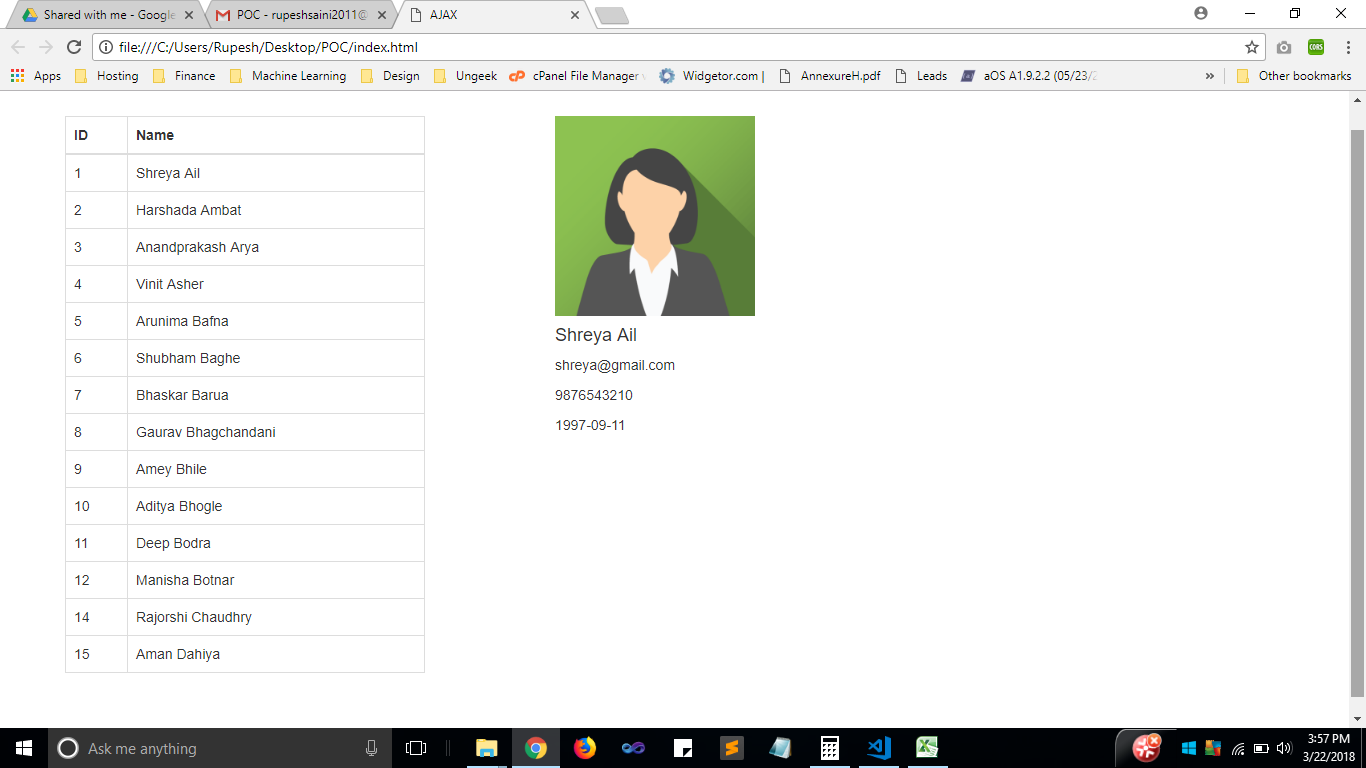 Shared with me - Google
POC - rupeshsaini2011@
AJAX
file:///C:/Users/Rupesh/Desktop/POC/index.html
CORS
Apps
Hosting
Finance
Machine Learning
Design
Ungeek
cPanel File Manager v
Widgetor.com |
AnnexureH.pdf
Leads
aOS A1.9.2.2 (05/23/2
»
Other bookmarks
ID Name
1 Shreya Ail
2 Harshada Ambat
3 Anandprakash Arya
4 Vinit Asher
5 Arunima Bafna
6 Shubham Baghe
7 Bhaskar Barua
8 Gaurav Bhagchandani
9 Amey Bhile
10 Aditya Bhogle
11 Deep Bodra
12 Manisha Botnar
14 Rajorshi Chaudhry
15 Aman Dahiya
Shreya Ail
shreya@gmail.com
9876543210
1997-09-11
Ask me anything
3:57 PM
3/22/2018